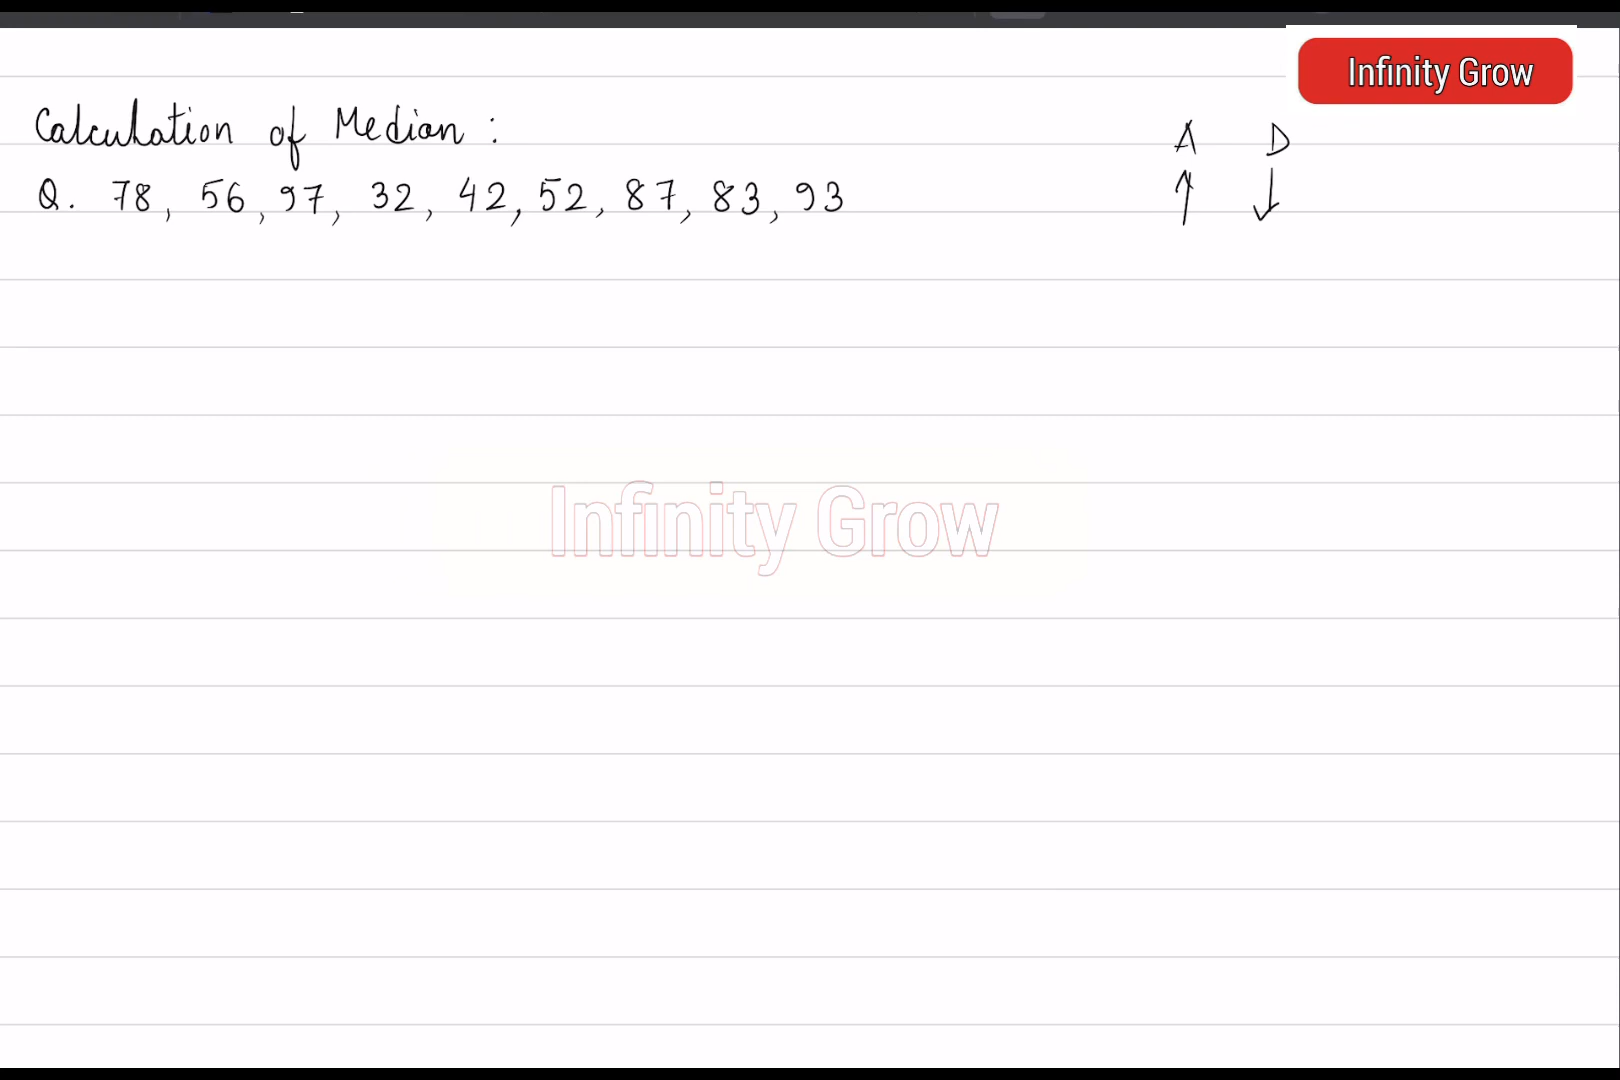 Infinity Grow
Calculation of Median :
A D
Q. 78, 56, 97, 32, 42, 52, 87, 83, 93
↑ ↓
Infinity Grow